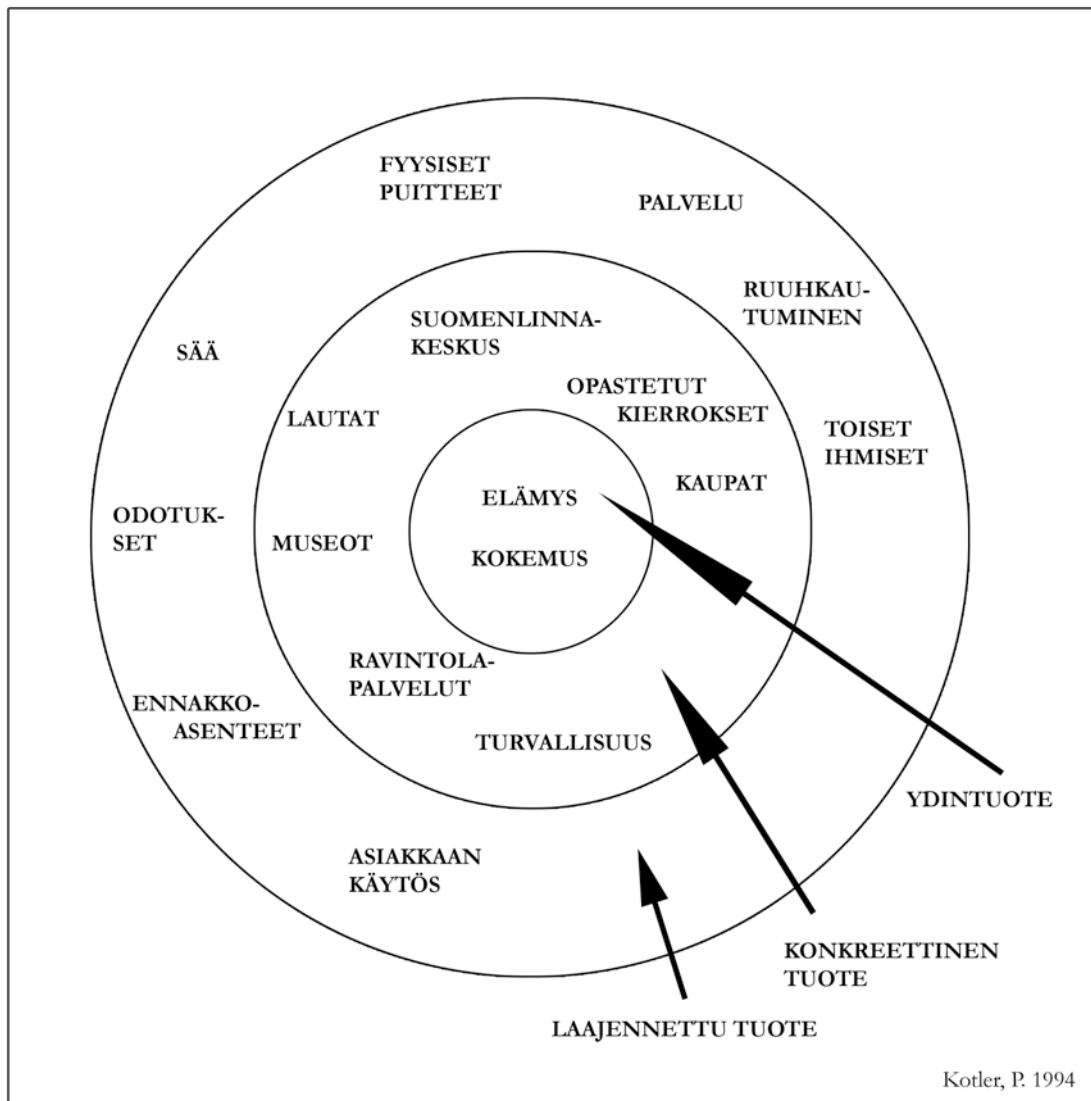 FYYSISET
PUITTEET
PALVELU
RUUHKAU-
TUMINEN
SUOMENLINNA-
KESKUS
SÄÄ
OPASTETUT
KIERROKSET
LAUTAT
TOISET
IHMISET
KAUPAT
ELÄMYS
ODOTUK-
SET
MUSEOT
KOKEMUS
RAVINTOLA-
PALVELUT
ENNAKKO-
ASENTEET
TURVALLISUUS
YDINTUOTE
ASIAKKAAN
KÄYTÖS
KONKREETTINEN
TUOTE
LAAJENNETTU TUOTE
Kotler, P. 1994